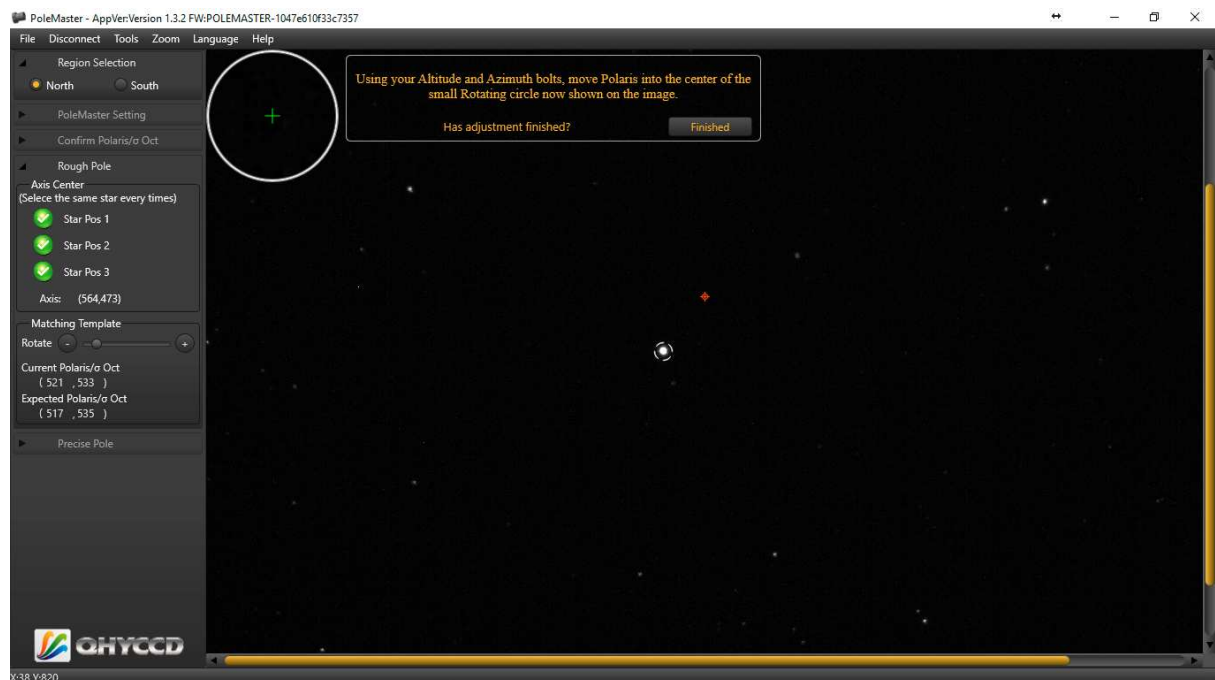 PoleMaster - AppVer:Version 1.3.2 FW:POLEMASTER-1047e610f33c7357
File Disconnect Tools Zoom Language Help
Region Selection
North South
PoleMaster Setting
Confirm Polaris/σ Oct
Rough Pole
Axis Center
(Selece the same star every times)
Star Pos 1
Star Pos 2
Star Pos 3
Axis: (564,473)
Matching Template
Rotate - +
Current Polaris/σ Oct
( 521 ,533 )
Expected Polaris/σ Oct
( 517 ,535 )
Precise Pole
QHYCCD
X:38 Y:820
Using your Altitude and Azimuth bolts, move Polaris into the center of the
small Rotating circle now shown on the image.
Has adjustment finished? Finished